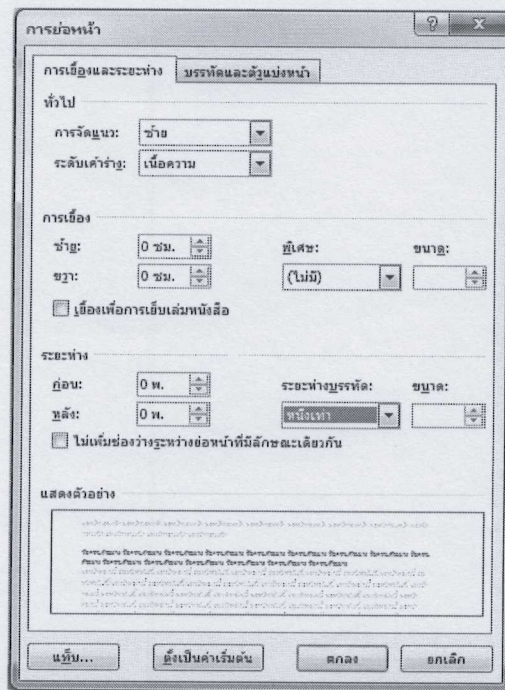 การย่อหน้า
การเยื้องและระยะห่าง บรรทัดและตัวแบ่งหน้า
ทั่วไป
การจัดแนว: ซ้าย
ระดับเค้าร่าง: เนื้อความ
การเยื้อง
ซ้าย: 0 ซม. พิเศษ: ขนาด:
ขวา: 0 ซม. (ไม่มี)
เยื้องเพื่อการเย็บเล่มหนังสือ
ระยะห่าง
ก่อน: 0 พ. ระยะห่างบรรทัด: ขนาด:
หลัง: 0 พ. หนึ่งเท่า
ไม่เพิ่มช่องว่างระหว่างย่อหน้าที่มีลักษณะเดียวกัน
แสดงตัวอย่าง
แท็บ... ตั้งเป็นค่าเริ่มต้น ตกลง ยกเลิก